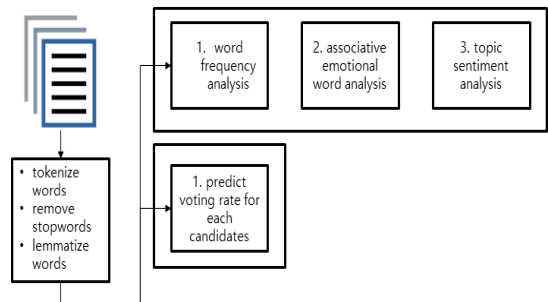 1. word
frequency
analysis
2. associative
emotional
word analysis
3. topic
sentiment
analysis
• tokenize
words
• remove
stopwords
• lemmatize
words
1. predict
voting rate for
each
candidates